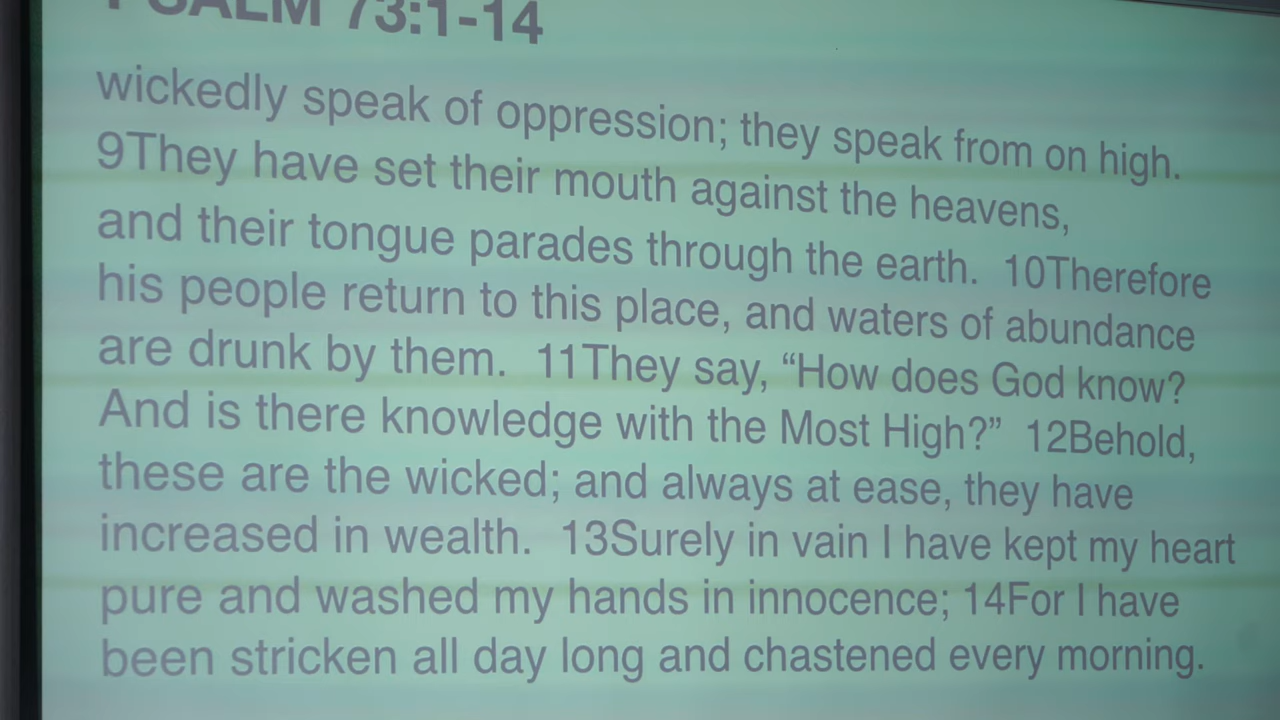 PSALM 73:1-14
wickedly speak of oppression; they speak from on high.
9They have set their mouth against the heavens,
and their tongue parades through the earth.  10Therefore
his people return to this place, and waters of abundance
are drunk by them.  11They say, “How does God know?
And is there knowledge with the Most High?”  12Behold,
these are the wicked; and always at ease, they have
increased in wealth.  13Surely in vain I have kept my heart
pure and washed my hands in innocence; 14For I have
been stricken all day long and chastened every morning.